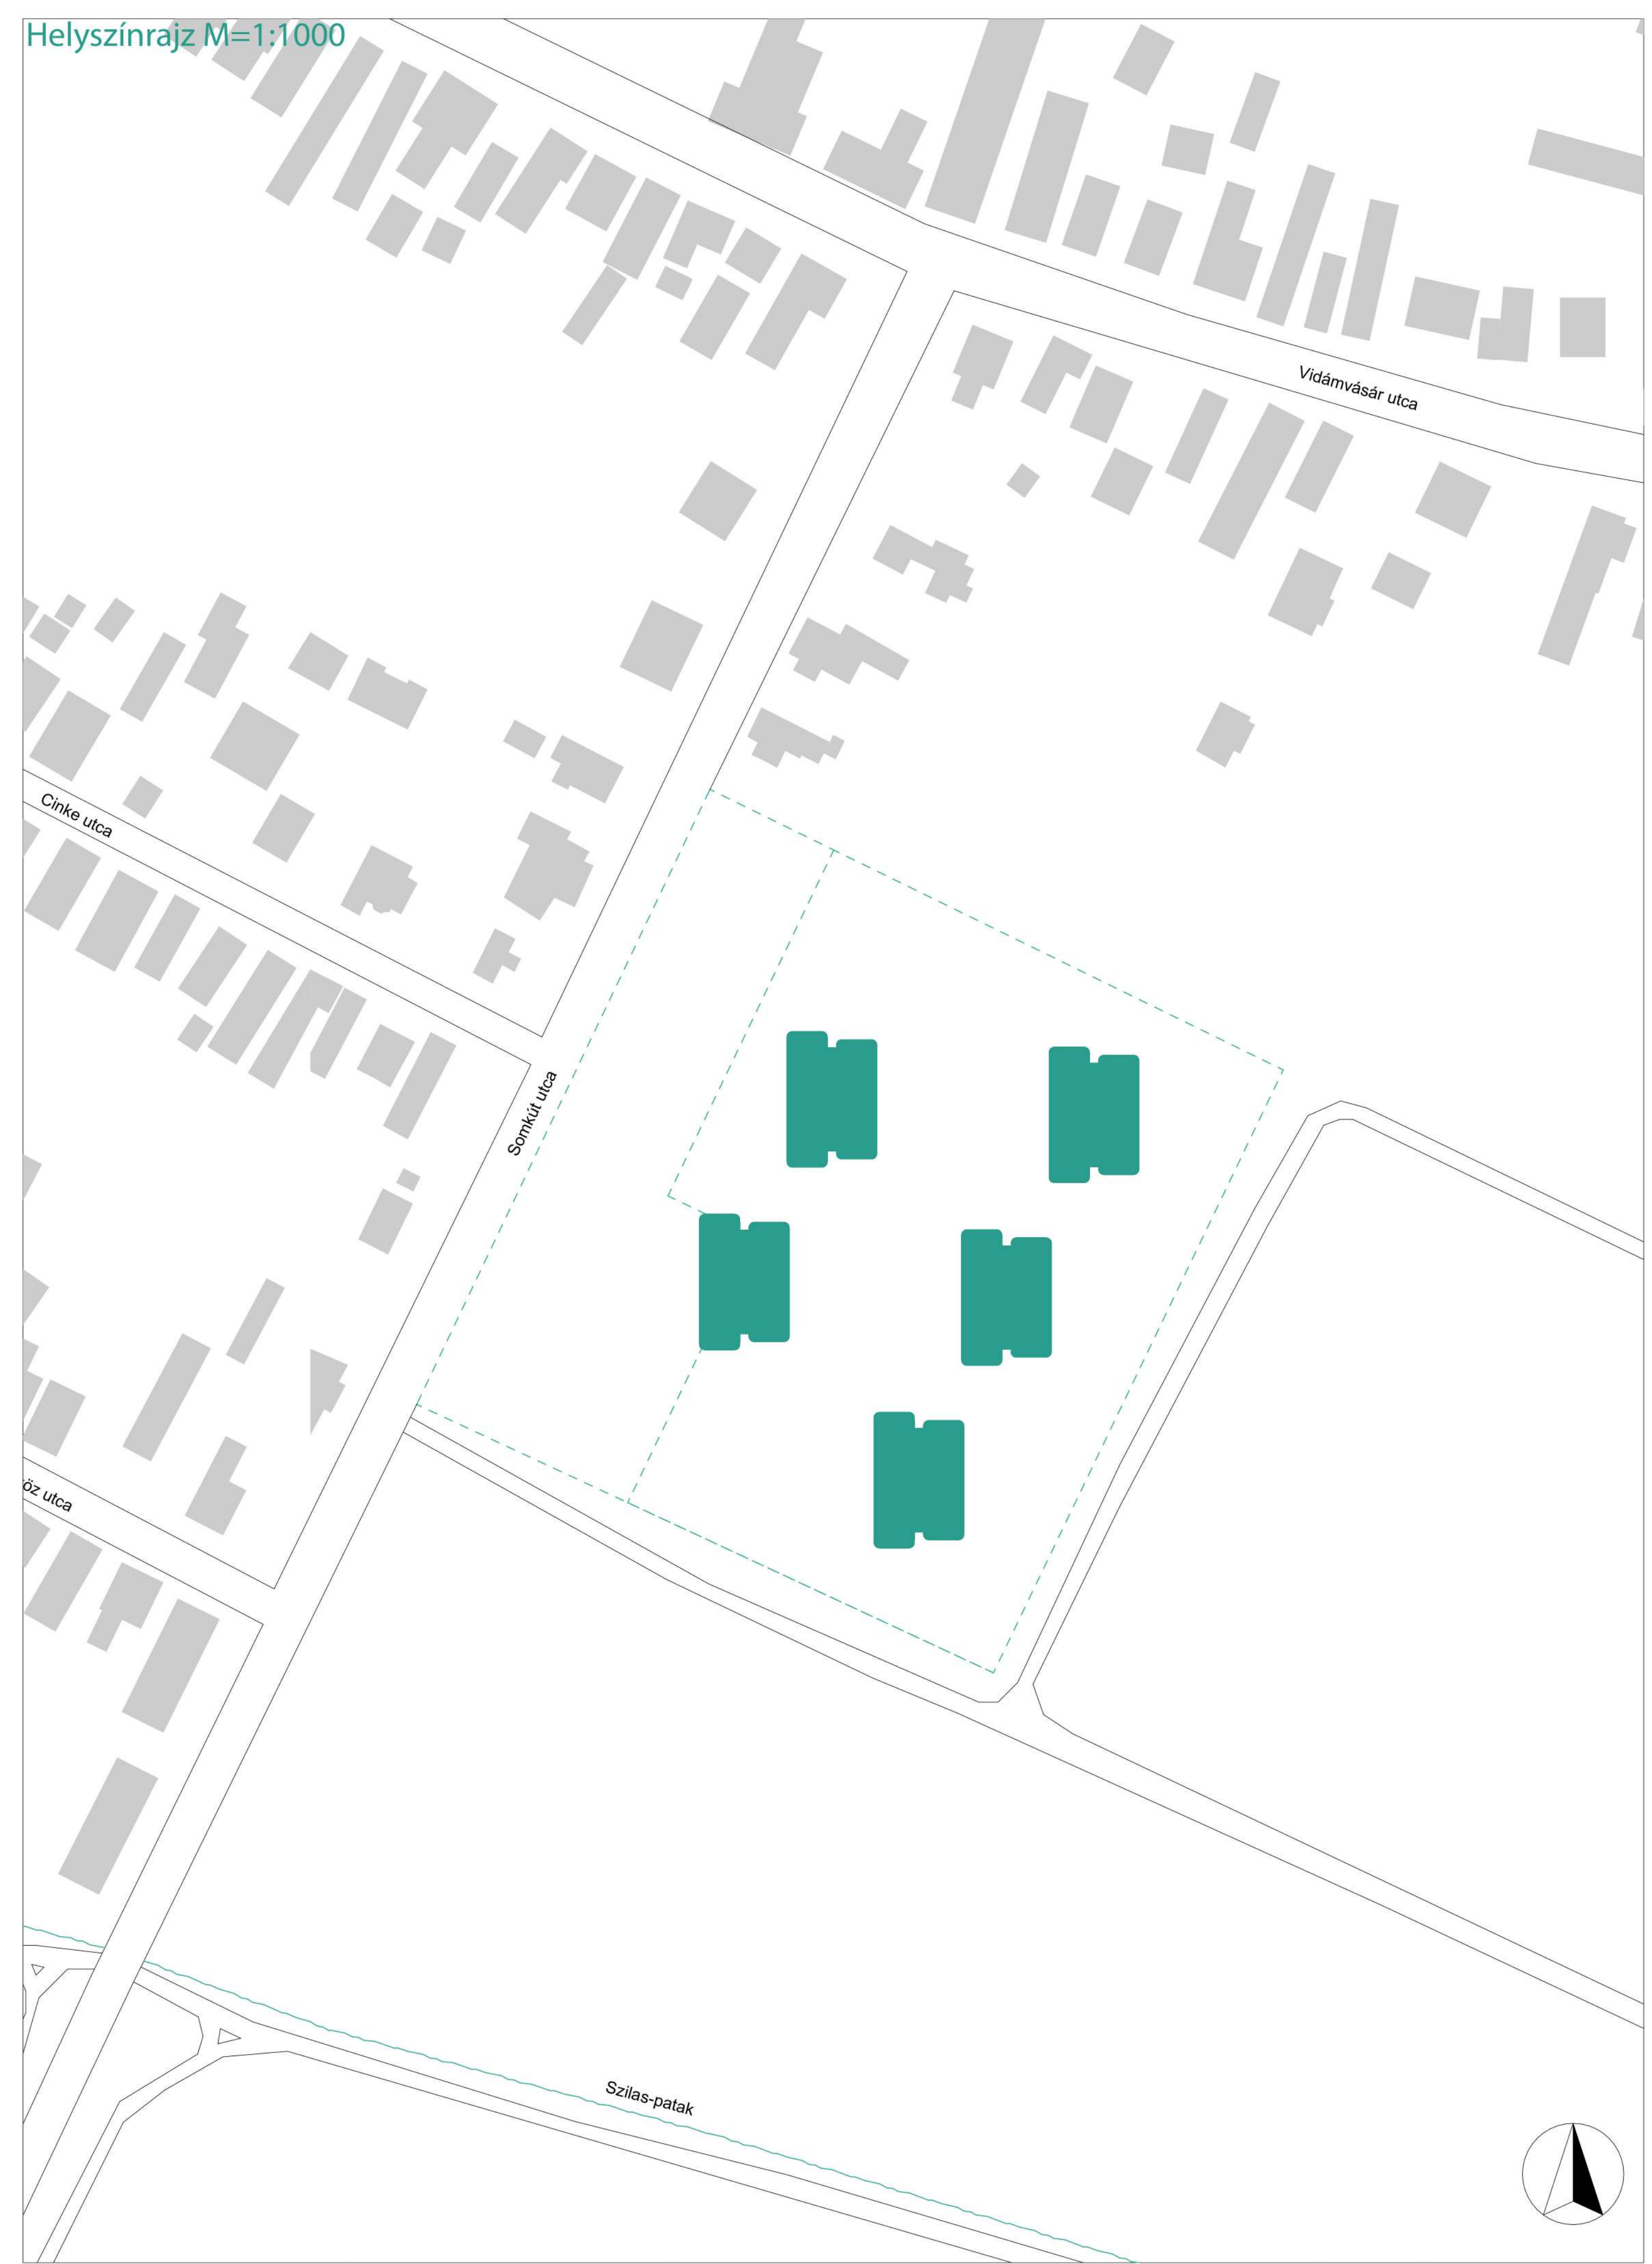 Helyszínrajz M=1:1000
Vidámvásár utca
Cinke utca
Somkút utca
öz utca
Szilas-patak